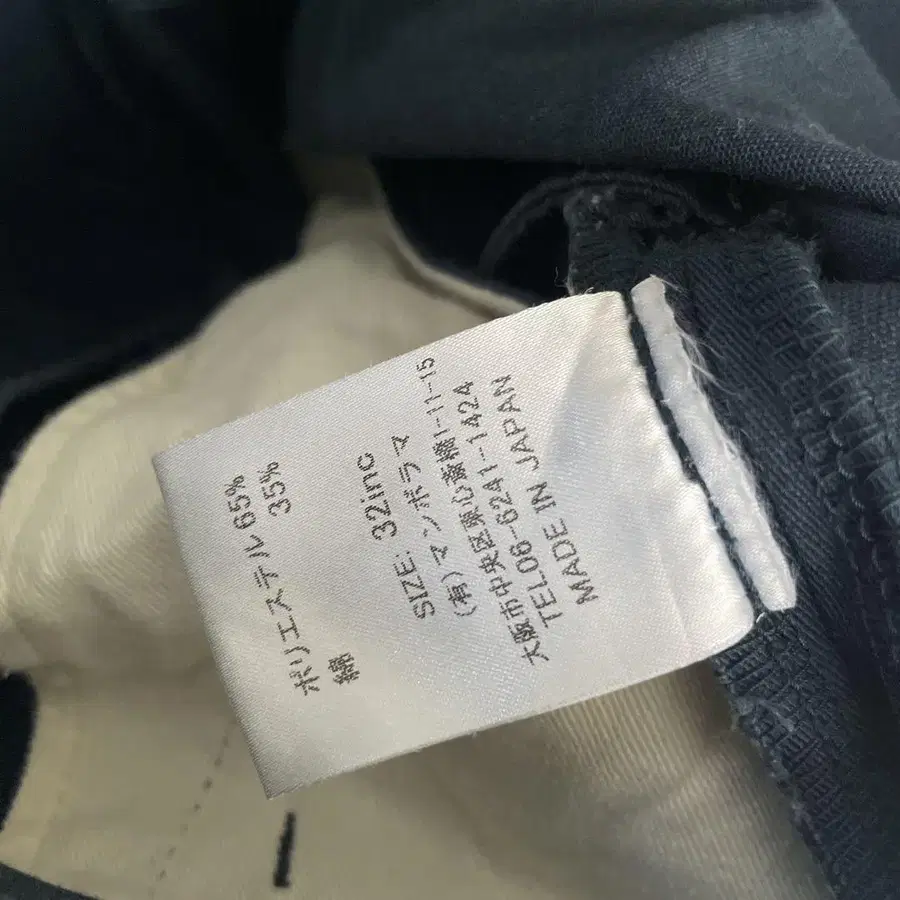 ポリエステル65%
綿 35%
SIZE: 32inc
(有)マンボラマ
大阪市中央区東心斎橋1-11-15
TEL06-6241-1424
MADE IN JAPAN